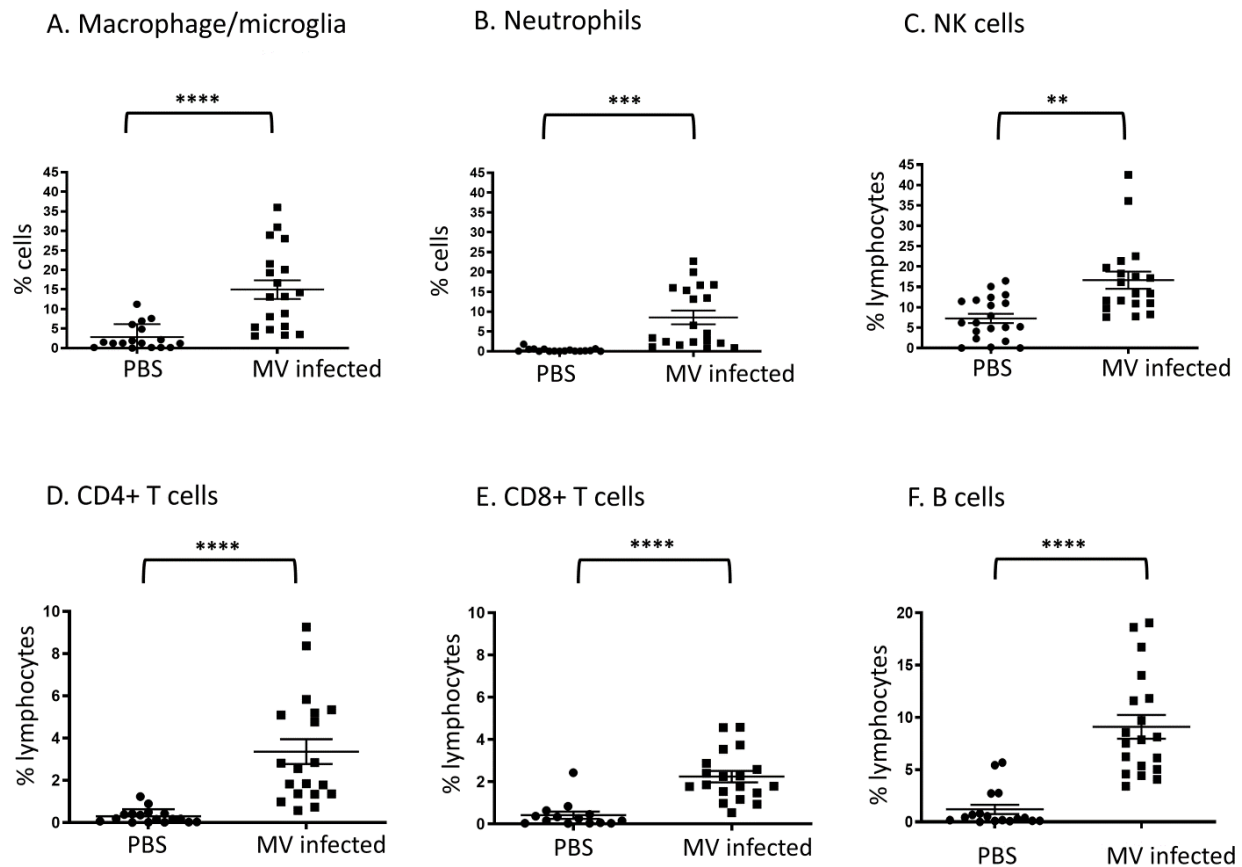 A. Macrophage/microglia
****
% cells
45
40
35
30
25
20
15
10
5
0
PBS
MV infected
B. Neutrophils
***
% cells
45
40
35
30
25
20
15
10
5
0
PBS
MV infected
C. NK cells
**
% lymphocytes
45
40
35
30
25
20
15
10
5
0
PBS
MV infected
D. CD4+ T cells
****
% lymphocytes
10
8
6
4
2
0
PBS
MV infected
E. CD8+ T cells
****
% lymphocytes
10
8
6
4
2
0
PBS
MV infected
F. B cells
****
% lymphocytes
20
15
10
5
0
PBS
MV infected